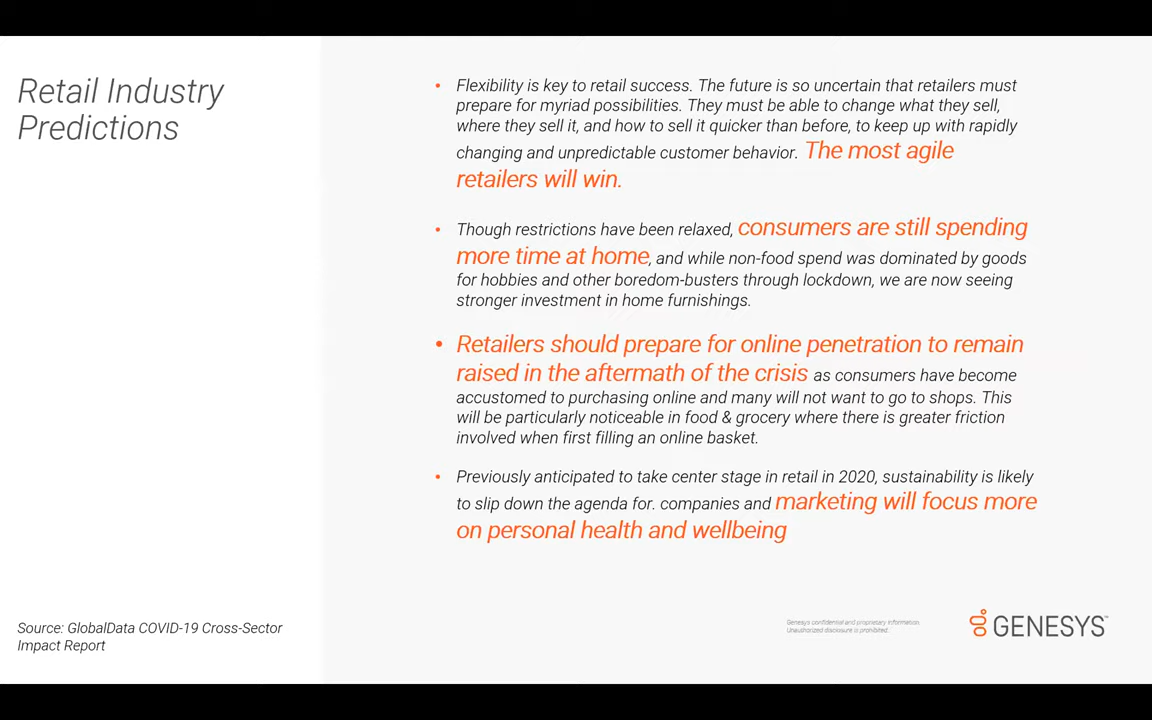 Retail Industry
Predictions
• Flexibility is key to retail success. The future is so uncertain that retailers must
prepare for myriad possibilities. They must be able to change what they sell,
where they sell it, and how to sell it quicker than before, to keep up with rapidly
changing and unpredictable customer behavior. The most agile
retailers will win.
• Though restrictions have been relaxed, consumers are still spending
more time at home, and while non-food spend was dominated by goods
for hobbies and other boredom-busters through lockdown, we are now seeing
stronger investment in home furnishings.
• Retailers should prepare for online penetration to remain
raised in the aftermath of the crisis as consumers have become
accustomed to purchasing online and many will not want to go to shops. This
will be particularly noticeable in food & grocery where there is greater friction
involved when first filling an online basket.
• Previously anticipated to take center stage in retail in 2020, sustainability is likely
to slip down the agenda for. companies and marketing will focus more
on personal health and wellbeing
Source: GlobalData COVID-19 Cross-Sector
Impact Report
Genesys confidential and proprietary information.
Unauthorized disclosure is prohibited.
GENESYS™